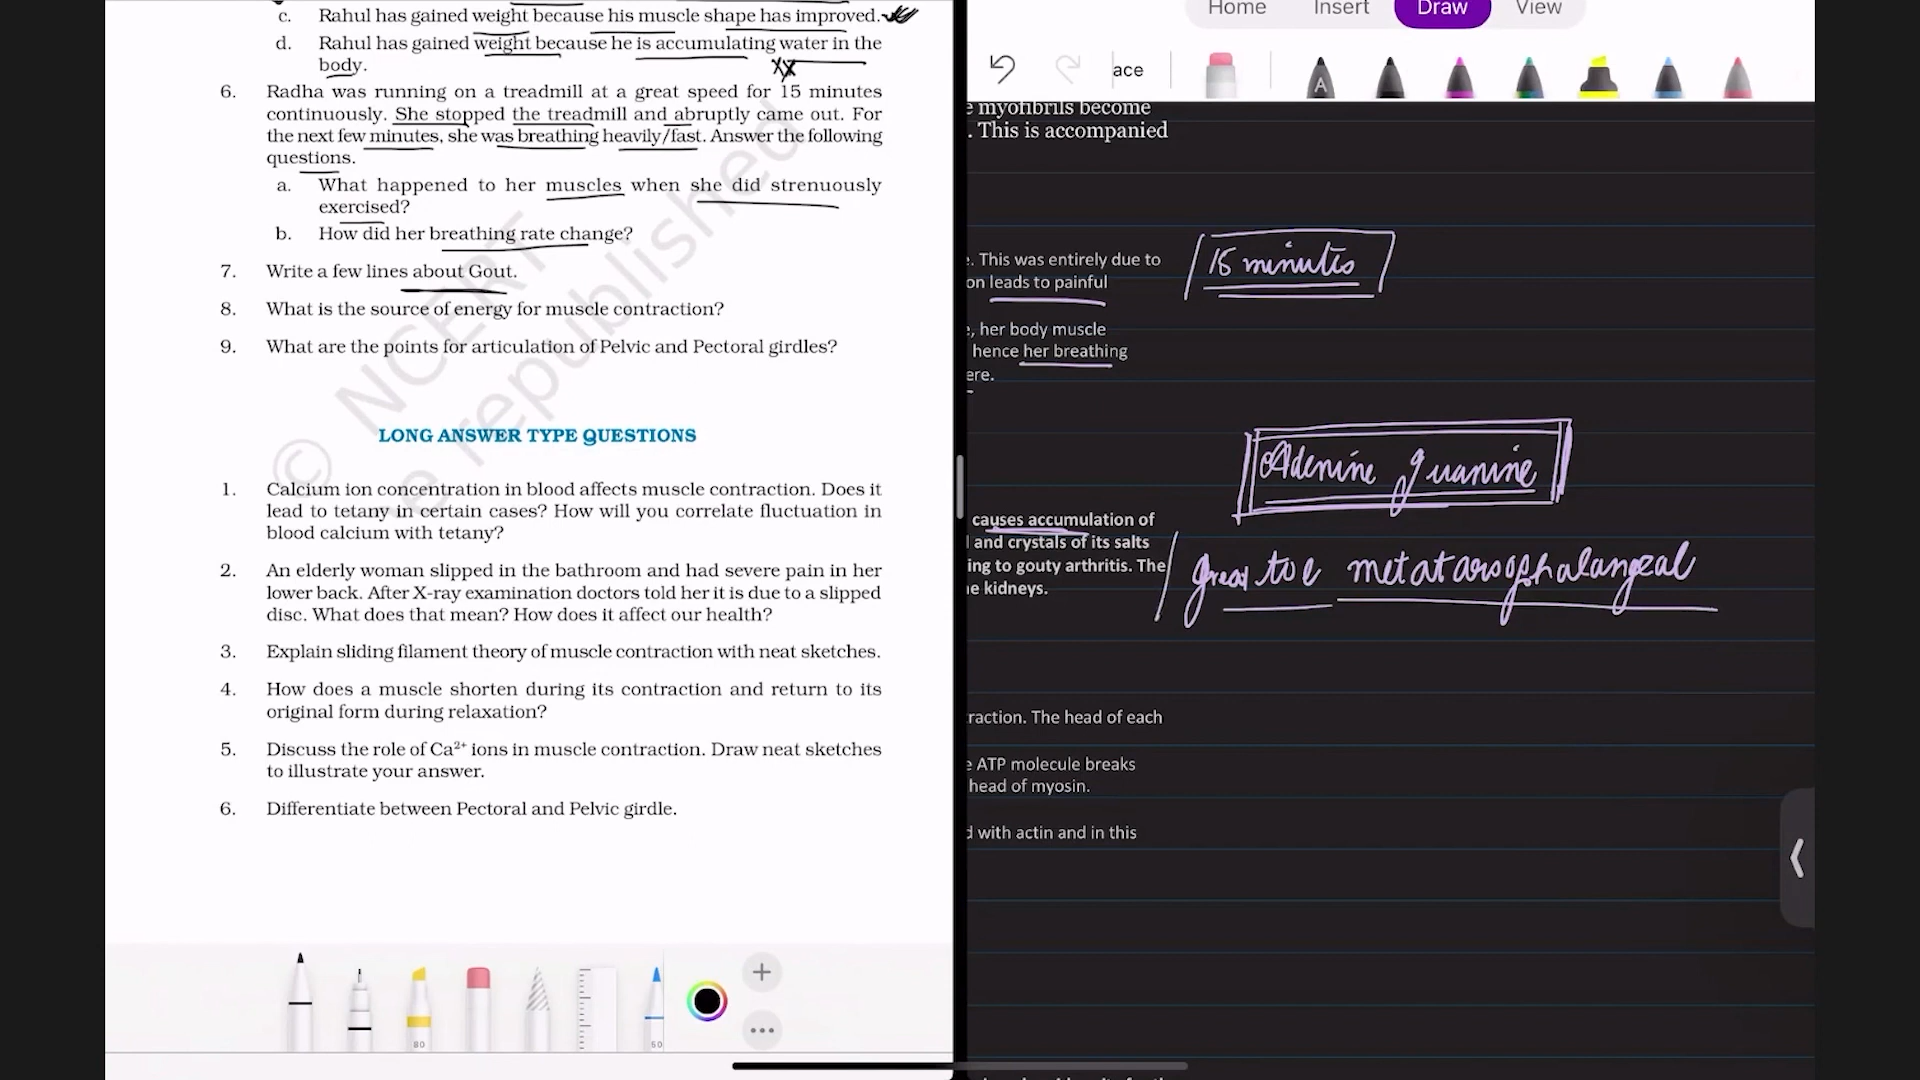 c. Rahul has gained weight because his muscle shape has improved.
d. Rahul has gained weight because he is accumulating water in the
body.
6. Radha was running on a treadmill at a great speed for 15 minutes
continuously. She stopped the treadmill and abruptly came out. For
the next few minutes, she was breathing heavily/fast. Answer the following
questions.
a. What happened to her muscles when she did strenuously
exercised?
b. How did her breathing rate change?
7. Write a few lines about Gout.
8. What is the source of energy for muscle contraction?
9. What are the points for articulation of Pelvic and Pectoral girdles?
© NCERT
be republished
LONG ANSWER TYPE QUESTIONS
1. Calcium ion concentration in blood affects muscle contraction. Does it
lead to tetany in certain cases? How will you correlate fluctuation in
blood calcium with tetany?
2. An elderly woman slipped in the bathroom and had severe pain in her
lower back. After X-ray examination doctors told her it is due to a slipped
disc. What does that mean? How does it affect our health?
3. Explain sliding filament theory of muscle contraction with neat sketches.
4. How does a muscle shorten during its contraction and return to its
original form during relaxation?
5. Discuss the role of Ca²⁺ ions in muscle contraction. Draw neat sketches
to illustrate your answer.
6. Differentiate between Pectoral and Pelvic girdle.
80
50
Home Insert Draw View
ace
A
e myofibrils become
. This is accompanied
e. This was entirely due to
on leads to painful
15 minutes
e, her body muscle
hence her breathing
ere.
Adenine guanine
causes accumulation of
l and crystals of its salts
ing to gouty arthritis. The
e kidneys.
great toe metatarsophalangeal
raction. The head of each
e ATP molecule breaks
head of myosin.
d with actin and in this